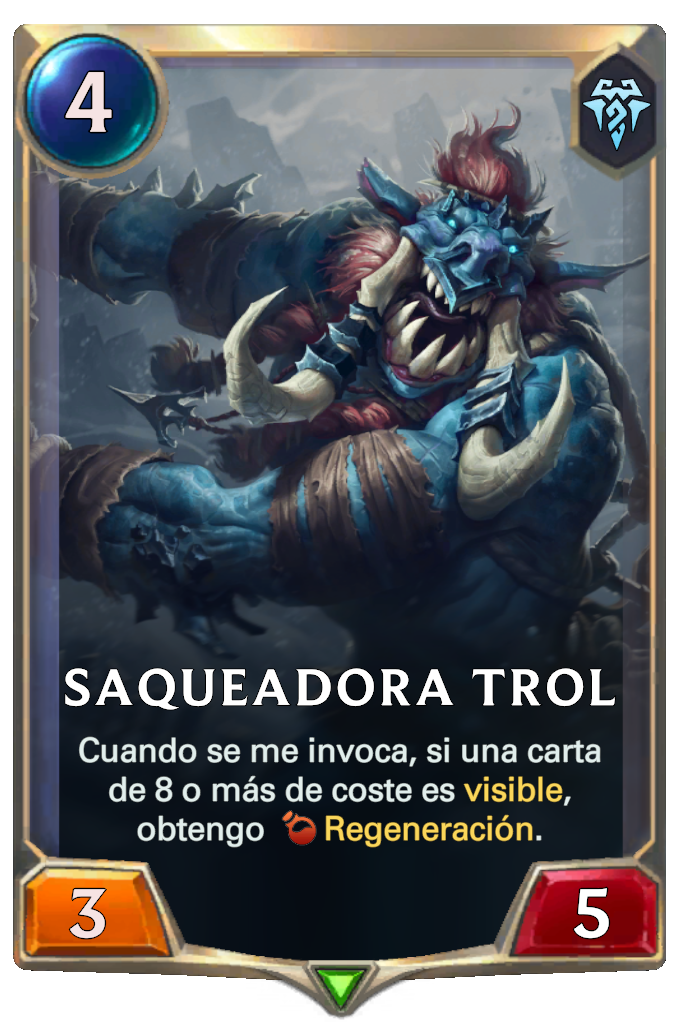 4
SAQUEADORA TROL
Cuando se me invoca, si una carta
de 8 o más de coste es visible,
obtengo Regeneración.
3
5